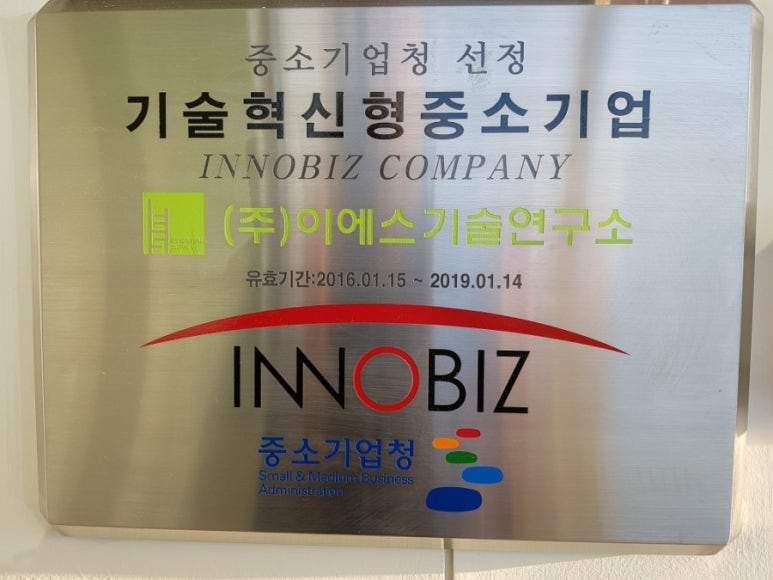 중소기업청 선정
기술혁신형중소기업
INNOBIZ COMPANY
(주)이에스기술연구소
유효기간:2016.01.15 ~ 2019.01.14
INNOBIZ
중소기업청
Small & Medium Business
Administration